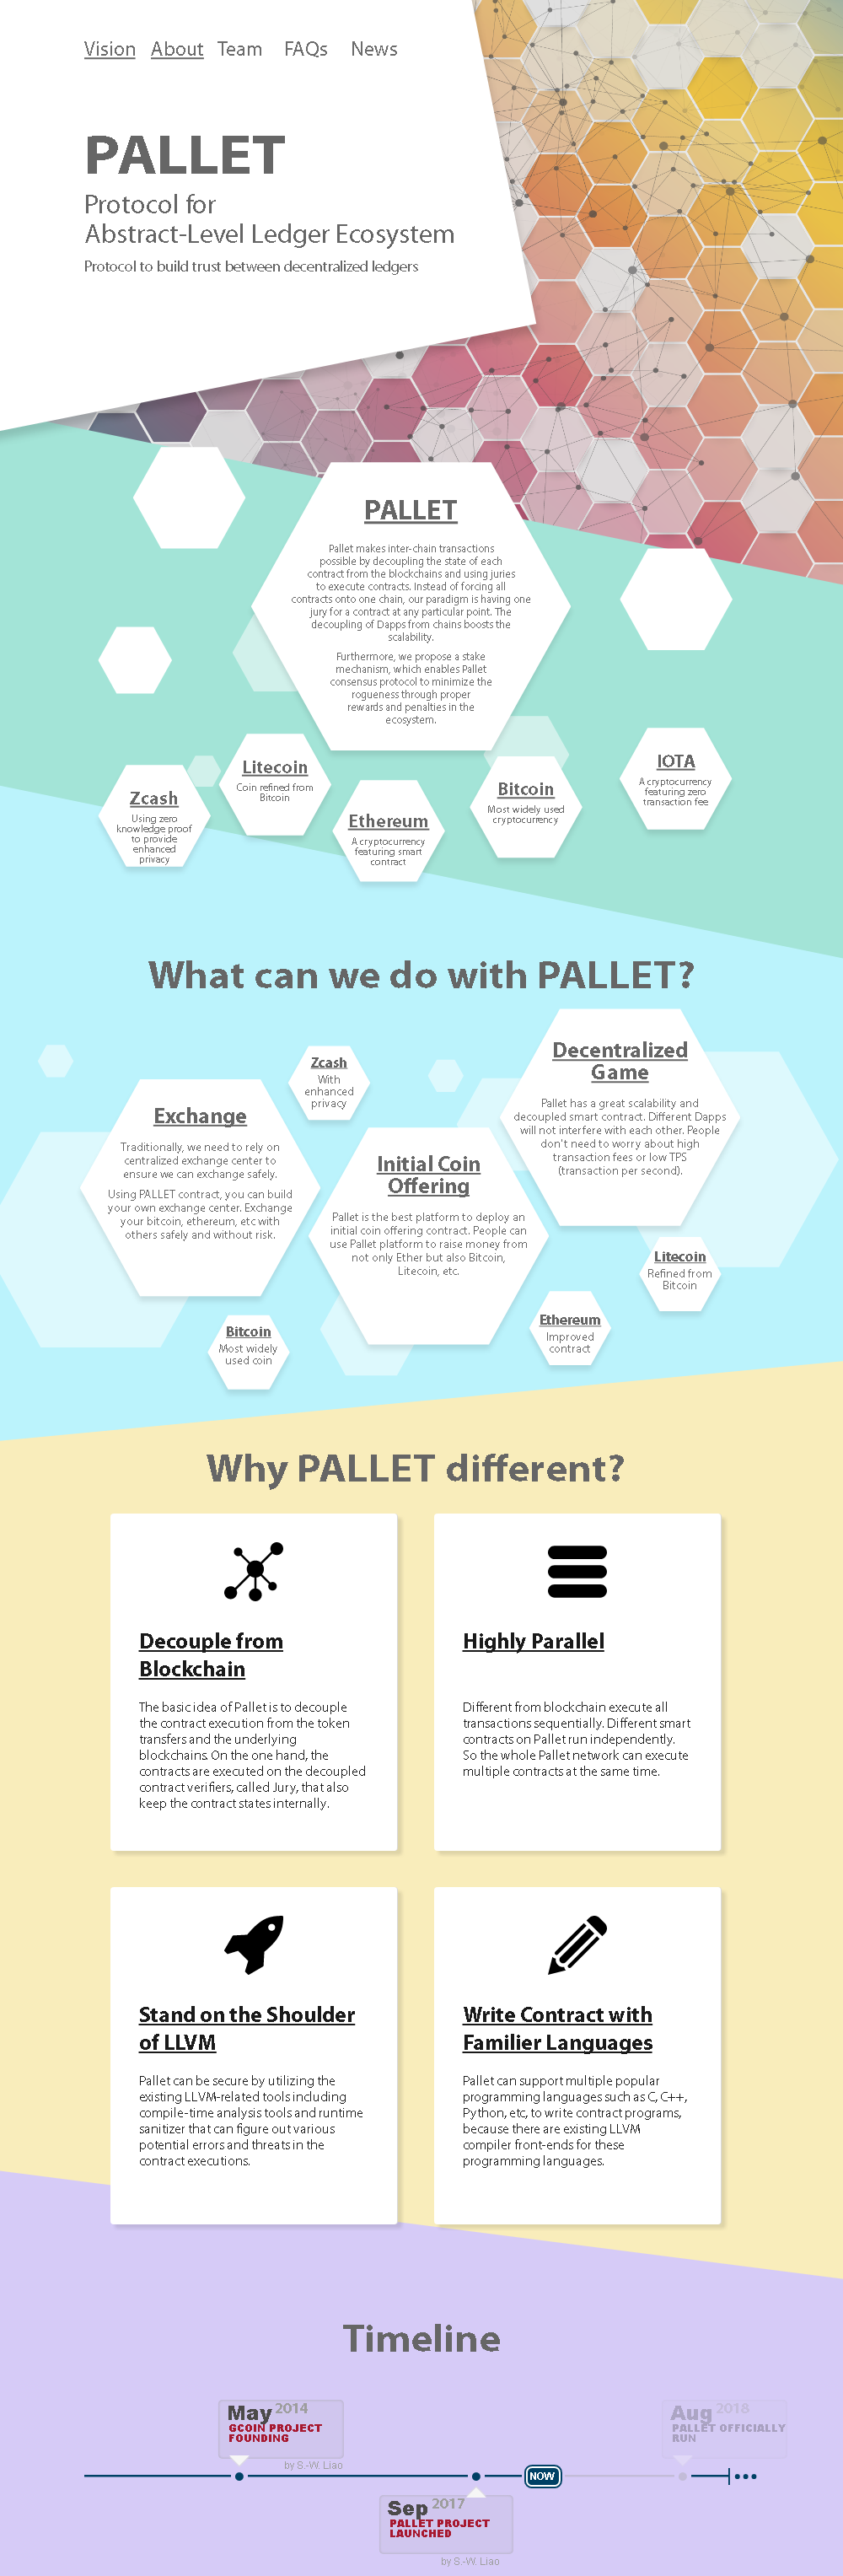 Vision About Team FAQs News
PALLET
Protocol for
Abstract-Level Ledger Ecosystem
Protocol to build trust between decentralized ledgers
PALLET
Pallet makes inter-chain transactions
possible by decoupling the state of each
contract from the blockchains and using juries
to execute contracts. Instead of forcing all
contracts onto one chain, our paradigm is having one
jury for a contract at any particular point. The
decoupling of Dapps from chains boosts the
scalability.
Furthermore, we propose a stake
mechanism, which enables Pallet
consensus protocol to minimize the
rogueness through proper
rewards and penalties in the
ecosystem.
Zcash
Using zero
knowledge proof
to provide
enhanced
privacy
Litecoin
Coin refined from
Bitcoin
Ethereum
A cryptocurrency
featuring smart
contract
Bitcoin
Most widely used
cryptocurrency
IOTA
A cryptocurrency
featuring zero
transaction fee
What can we do with PALLET?
Exchange
Traditionally, we need to rely on
centralized exchange center to
ensure we can exchange safely.
Using PALLET contract, you can build
your own exchange center. Exchange
your bitcoin, ethereum, etc with
others safely and without risk.
Zcash
With
enhanced
privacy
Initial Coin
Offering
Pallet is the best platform to deploy an
initial coin offering contract. People can
use Pallet platform to raise money from
not only Ether but also Bitcoin,
Litecoin, etc.
Decentralized
Game
Pallet has a great scalability and
decoupled smart contract. Different Dapps
will not interfere with each other. People
don't need to worry about high
transaction fees or low TPS
(transaction per second).
Litecoin
Refined from
Bitcoin
Bitcoin
Most widely
used coin
Ethereum
Improved
contract
Why PALLET different?
Decouple from
Blockchain
The basic idea of Pallet is to decouple
the contract execution from the token
transfers and the underlying
blockchains. On the one hand, the
contracts are executed on the decoupled
contract verifiers, called Jury, that also
keep the contract states internally.
Highly Parallel
Different from blockchain execute all
transactions sequentially. Different smart
contracts on Pallet run independently.
So the whole Pallet network can execute
multiple contracts at the same time.
Stand on the Shoulder
of LLVM
Pallet can be secure by utilizing the
existing LLVM-related tools including
compile-time analysis tools and runtime
sanitizer that can figure out various
potential errors and threats in the
contract executions.
Write Contract with
Familier Languages
Pallet can support multiple popular
programming languages such as C, C++,
Python, etc, to write contract programs,
because there are existing LLVM
compiler front-ends for these
programming languages.
Timeline
May 2014
GCOIN PROJECT
FOUNDING
by S.-W. Liao
Aug 2018
PALLET OFFICIALLY
RUN
NOW
Sep 2017
PALLET PROJECT
LAUNCHED
by S.-W. Liao